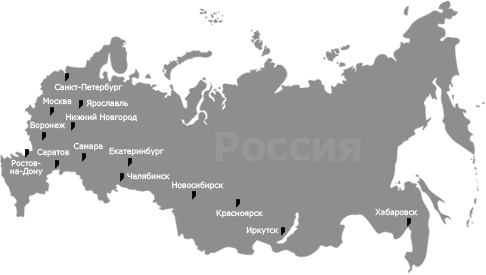 Санкт-Петербург
Москва
Ярославль
Нижний Новгород
Воронеж
Россия
Самара
Екатеринбург
Саратов
Ростов-
на-Дону
Челябинск
Новосибирск
Красноярск
Хабаровск
Иркутск